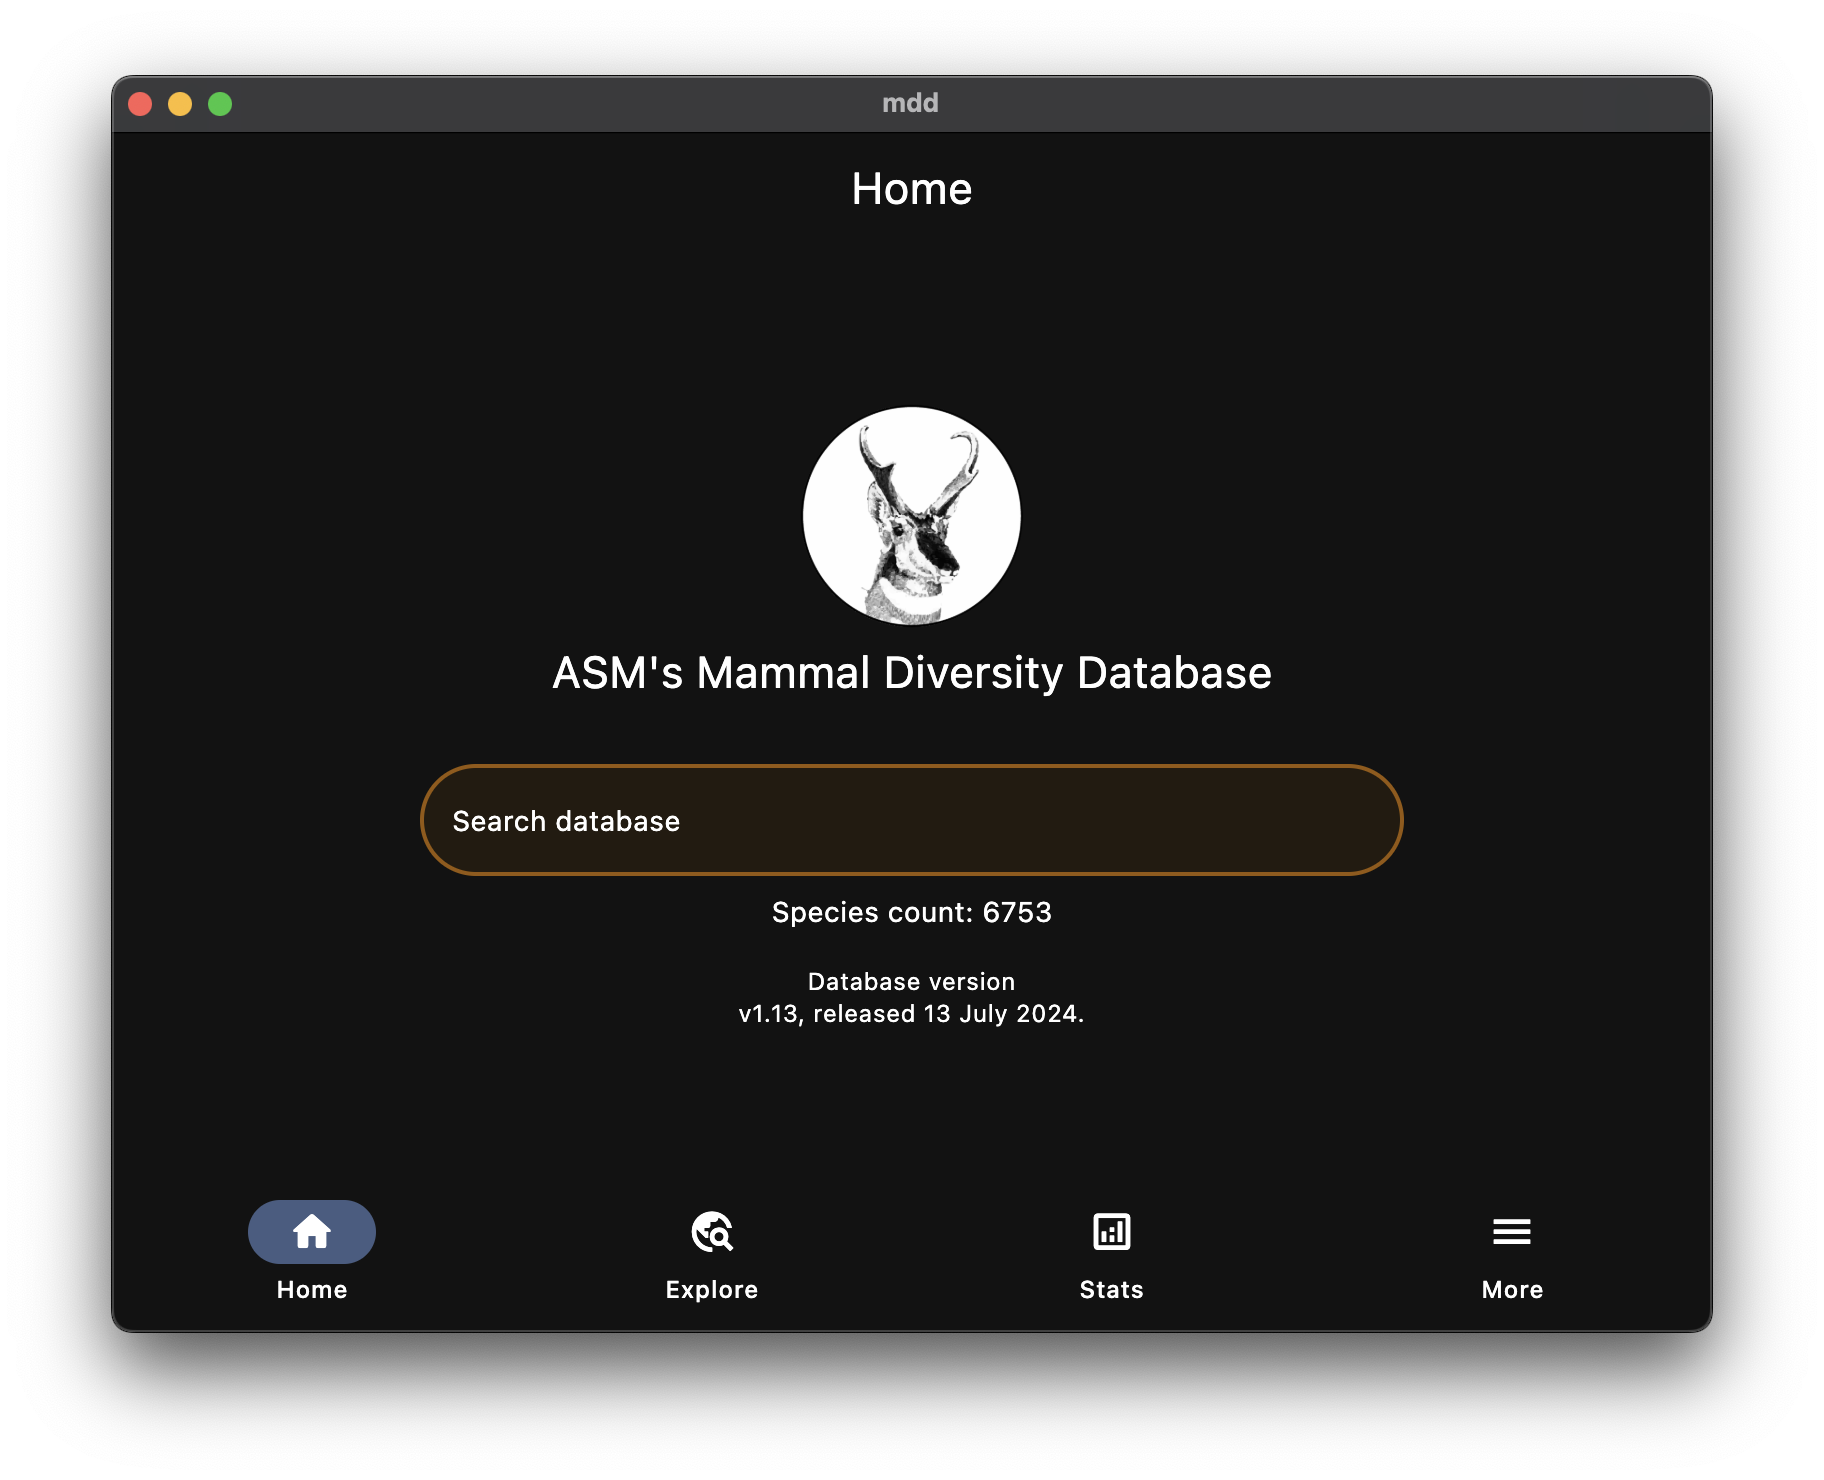 mdd
Home
ASM's Mammal Diversity Database
Search database
Species count: 6753
Database version
v1.13, released 13 July 2024.
Home
Explore
Stats
More